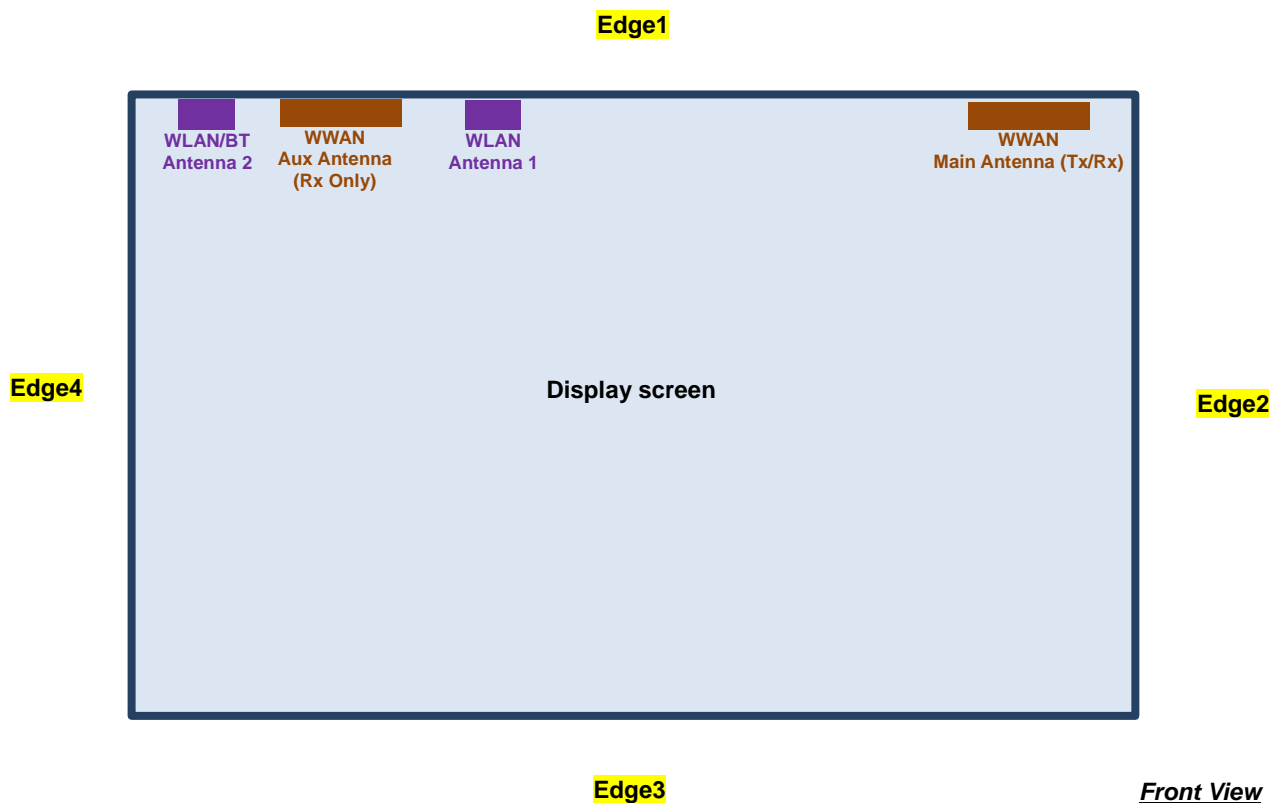 Edge1
WLAN/BT
Antenna 2
WWAN
Aux Antenna
(Rx Only)
WLAN
Antenna 1
WWAN
Main Antenna (Tx/Rx)
Edge4
Display screen
Edge2
Edge3
Front View